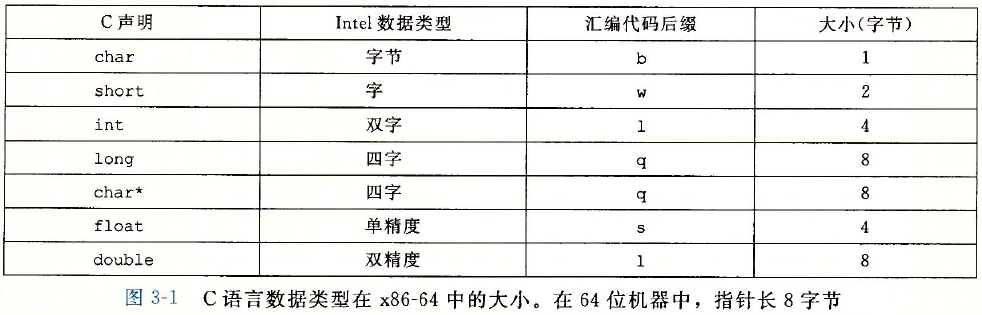 C声明 Intel数据类型 汇编代码后缀 大小(字节)
char 字节 b 1
short 字 w 2
int 双字 l 4
long 四字 q 8
char* 四字 q 8
float 单精度 s 4
double 双精度 l 8
图 3-1 C语言数据类型在 x86-64 中的大小。在 64 位机器中，指针长 8 字节